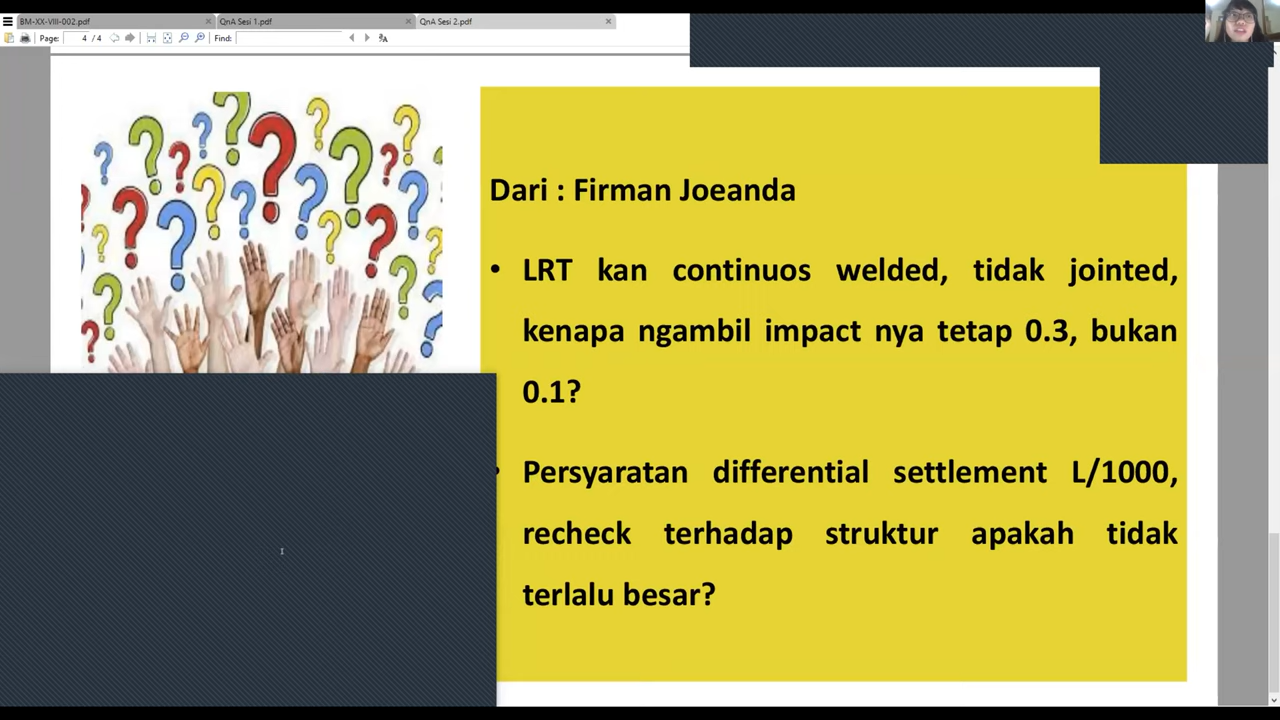 BM-XX-VIII-002.pdf
QnA Sesi 1.pdf
QnA Sesi 2.pdf
Page: 4 / 4
Find:
Dari : Firman Joeanda
• LRT kan continuos welded, tidak jointed,
kenapa ngambil impact nya tetap 0.3, bukan
0.1?
• Persyaratan differential settlement L/1000,
recheck terhadap struktur apakah tidak
terlalu besar?